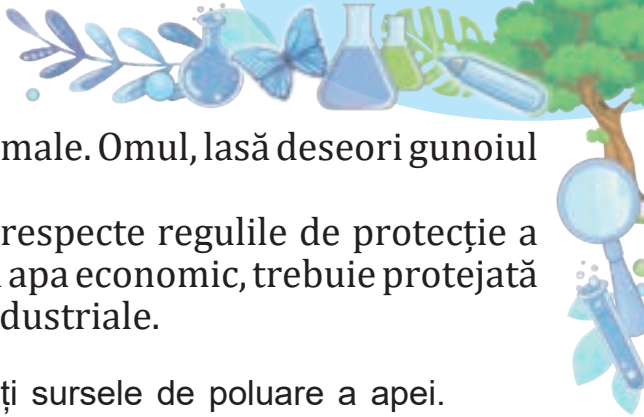 male. Omul, lasă deseori gunoiul
respecte regulile de protecție a
apa economic, trebuie protejată
dustriale.
ți sursele de poluare a apei.